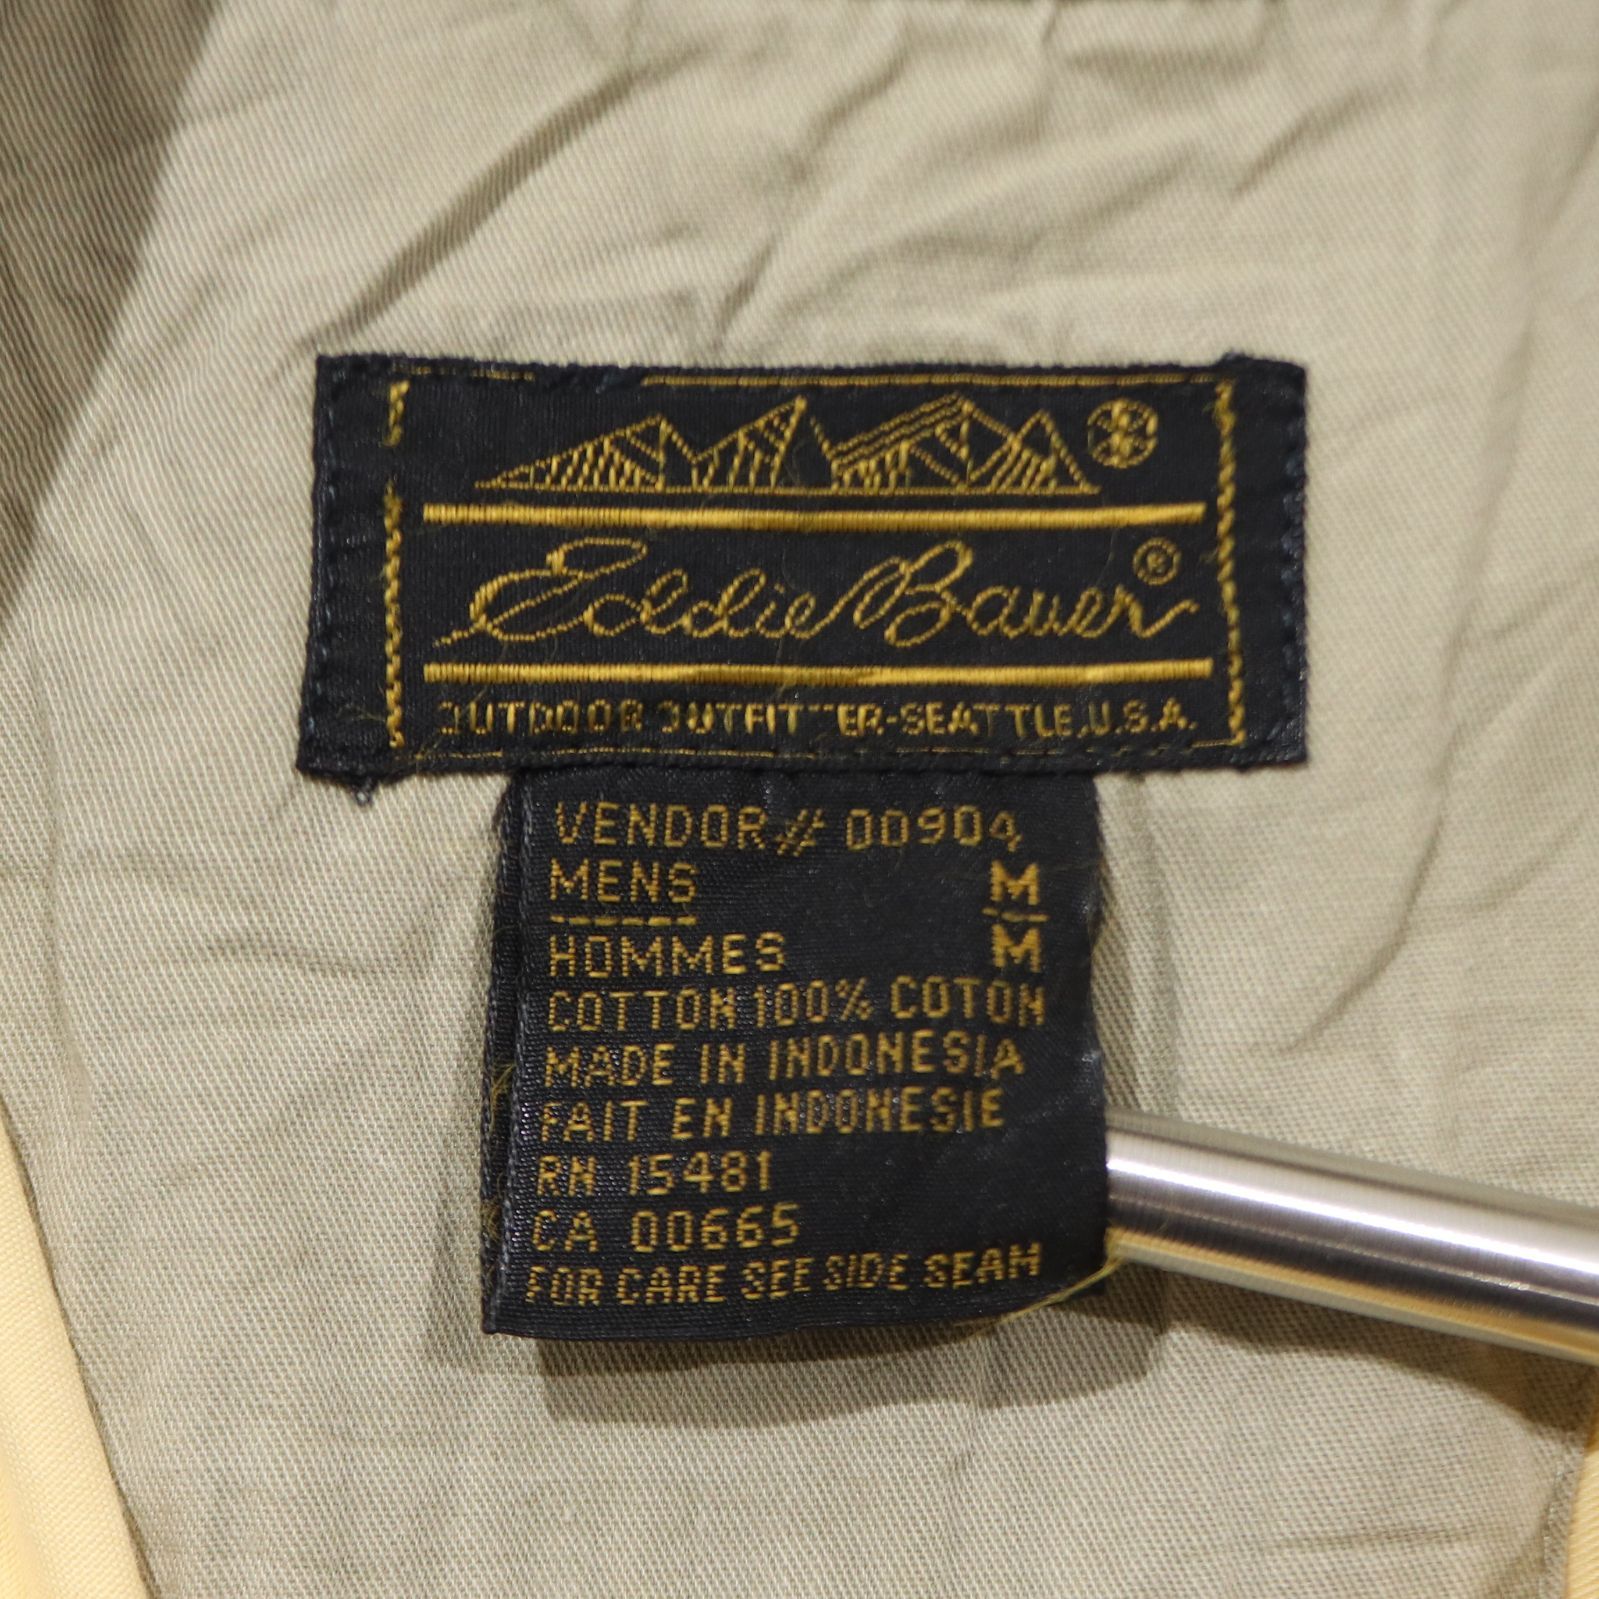 Eddie Bauer ®
OUTDOOR OUTFITTER-SEATTLE, U.S.A.
VENDOR# 00904
MENS M
HOMMES M
COTTON 100% COTON
MADE IN INDONESIA
FAIT EN INDONESIE
RN 15481
CA 00665
FOR CARE SEE SIDE SEAM